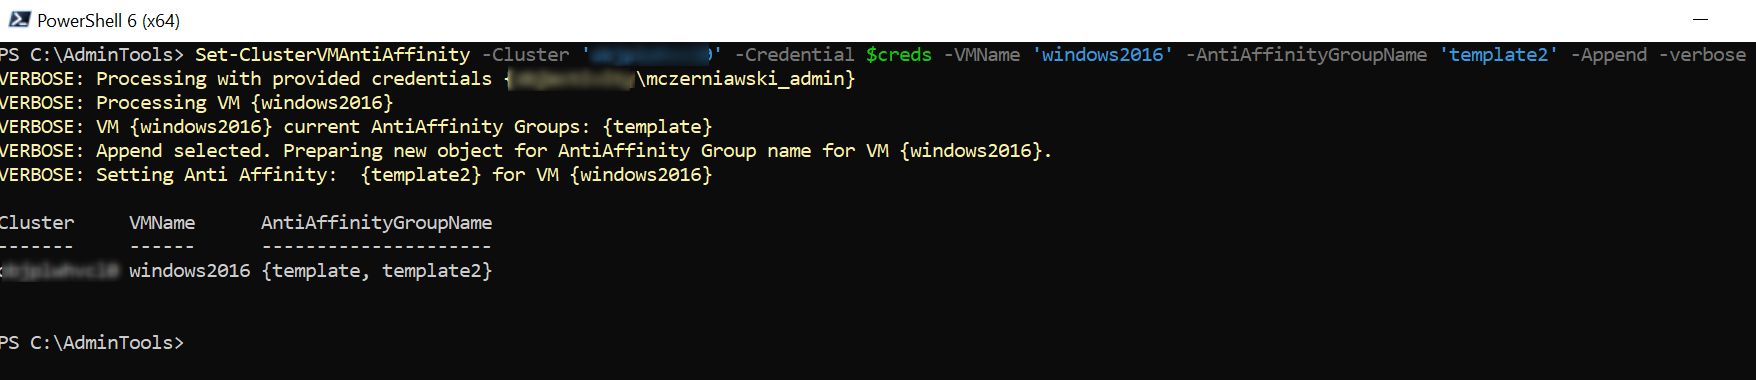 PowerShell 6 (x64)
PS C:\AdminTools> Set-ClusterVMAntiAffinity -Cluster '0' -Credential $creds -VMName 'windows2016' -AntiAffinityGroupName 'template2' -Append -verbose
VERBOSE: Processing with provided credentials {\mczerniawski_admin}
VERBOSE: Processing VM {windows2016}
VERBOSE: VM {windows2016} current AntiAffinity Groups: {template}
VERBOSE: Append selected. Preparing new object for AntiAffinity Group name for VM {windows2016}.
VERBOSE: Setting Anti Affinity:  {template2} for VM {windows2016}
Cluster     VMName      AntiAffinityGroupName
-------     ------      ---------------------
windows2016 {template, template2}
PS C:\AdminTools>